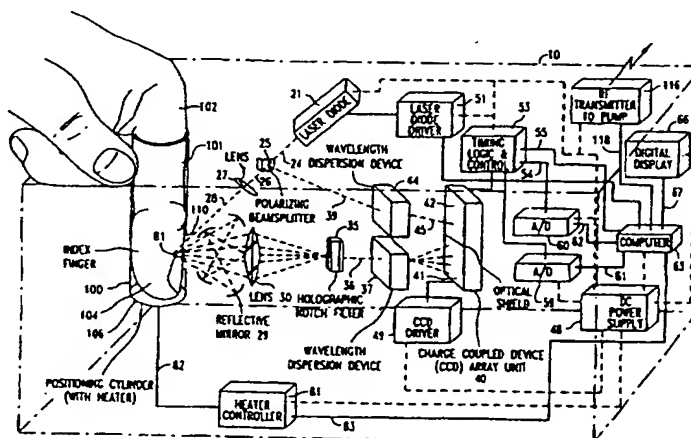 10
102
21
LASER DIODE
51
LASER
DIODE
DRIVER
53
TIMING
LOGIC &
CONTROL
55
54
RF
TRANSMITTER
TO PUMP
116
118
66
DIGITAL
DISPLAY
67
101
LENS
27
25
24
26
POLARIZING
BEAMSPLITTER
WAVELENGTH
DISPERSION DEVICE
64
39
28
110
81
INDEX
FINGER
100
104
106
42
45
41
A/D
60
62
COMPUTER
63
A/D
59
61
OPTICAL
SHIELD
35
36
37
LENS 30
HOLOGRAPHIC
NOTCH FILTER
REFLECTIVE
MIRROR 29
WAVELENGTH
DISPERSION DEVICE
CCD
DRIVER
49
CHARGE COUPLED DEVICE
(CCD) ARRAY UNIT
40
DC
POWER
SUPPLY
48
POSITIONING CYLINDER
(WITH HEATER)
82
HEATER
CONTROLLER
81
83